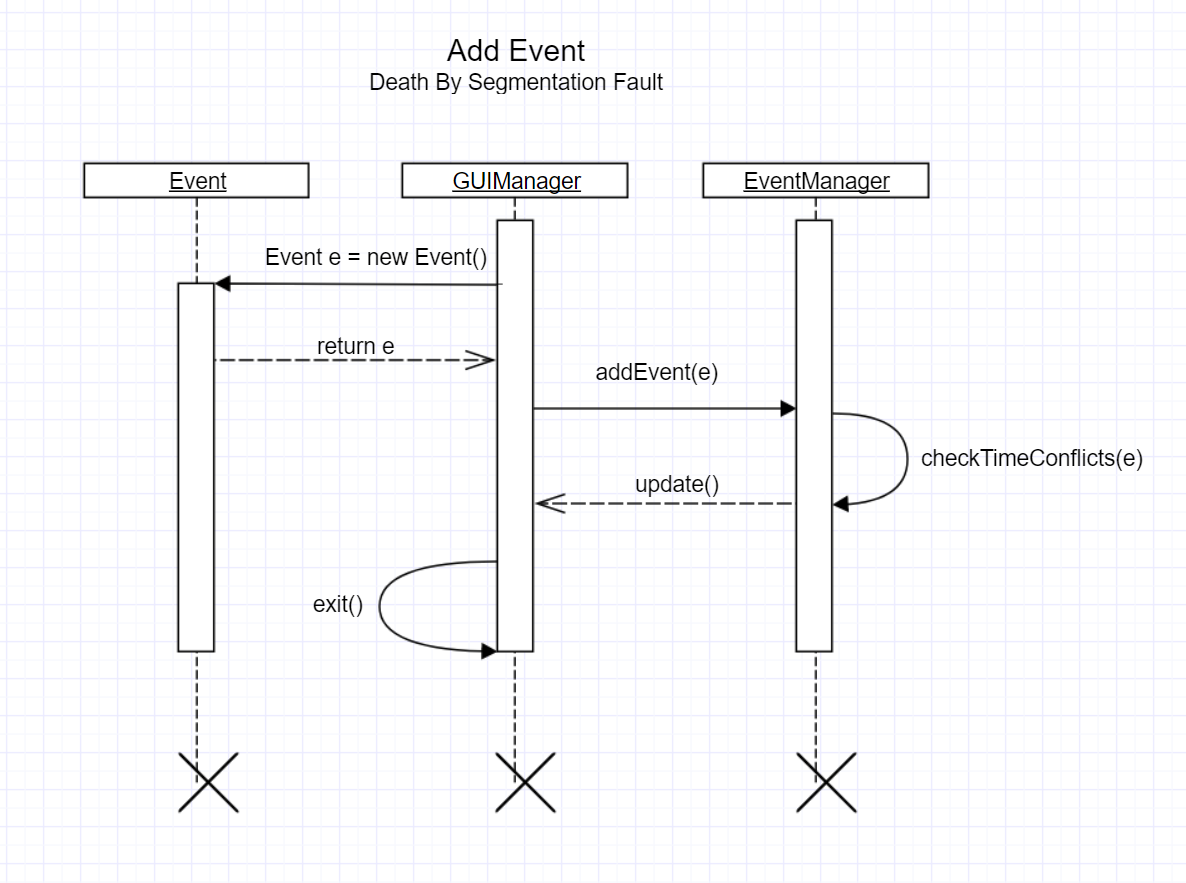 Add Event
Death By Segmentation Fault
Event
GUIManager
EventManager
Event e = new Event()
return e
addEvent(e)
checkTimeConflicts(e)
update()
exit()